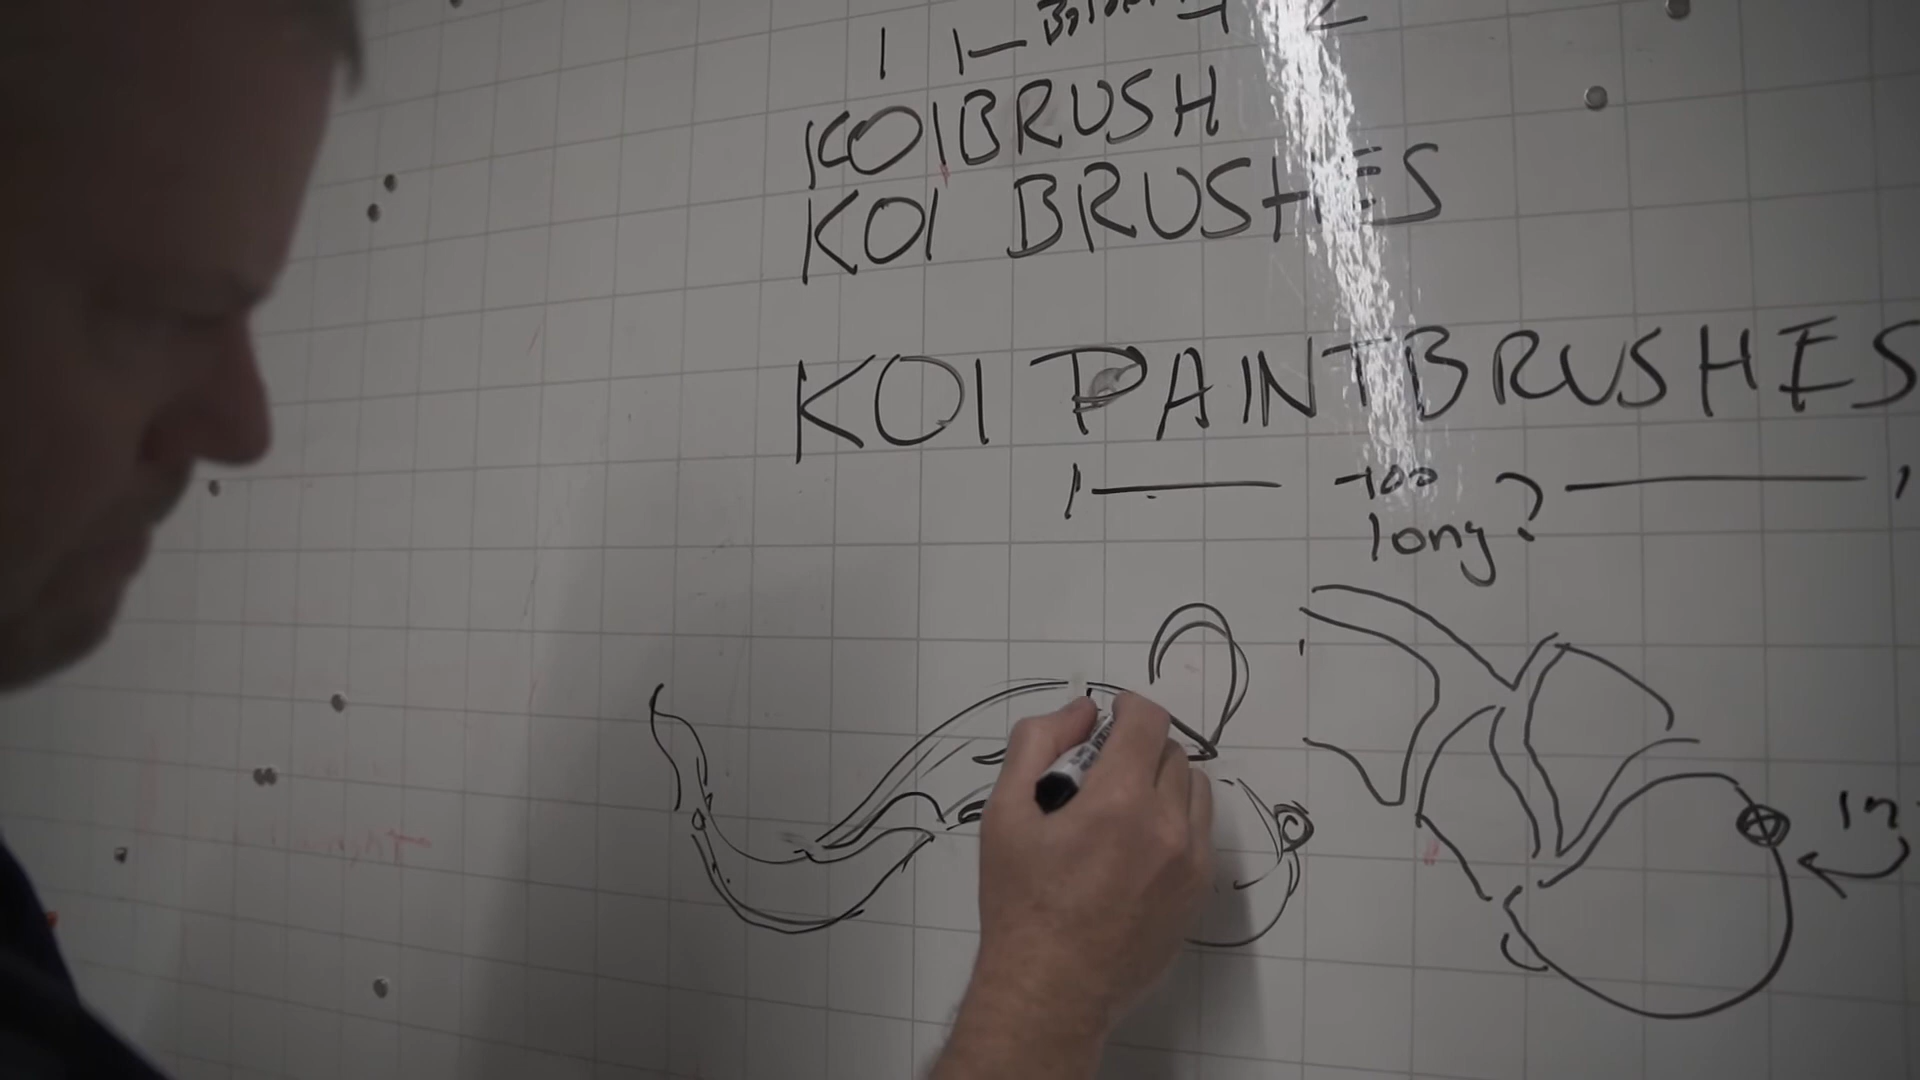 KOIBRUSH
KOI BRUSHES
KOI PAINTBRUSHES
too
long?